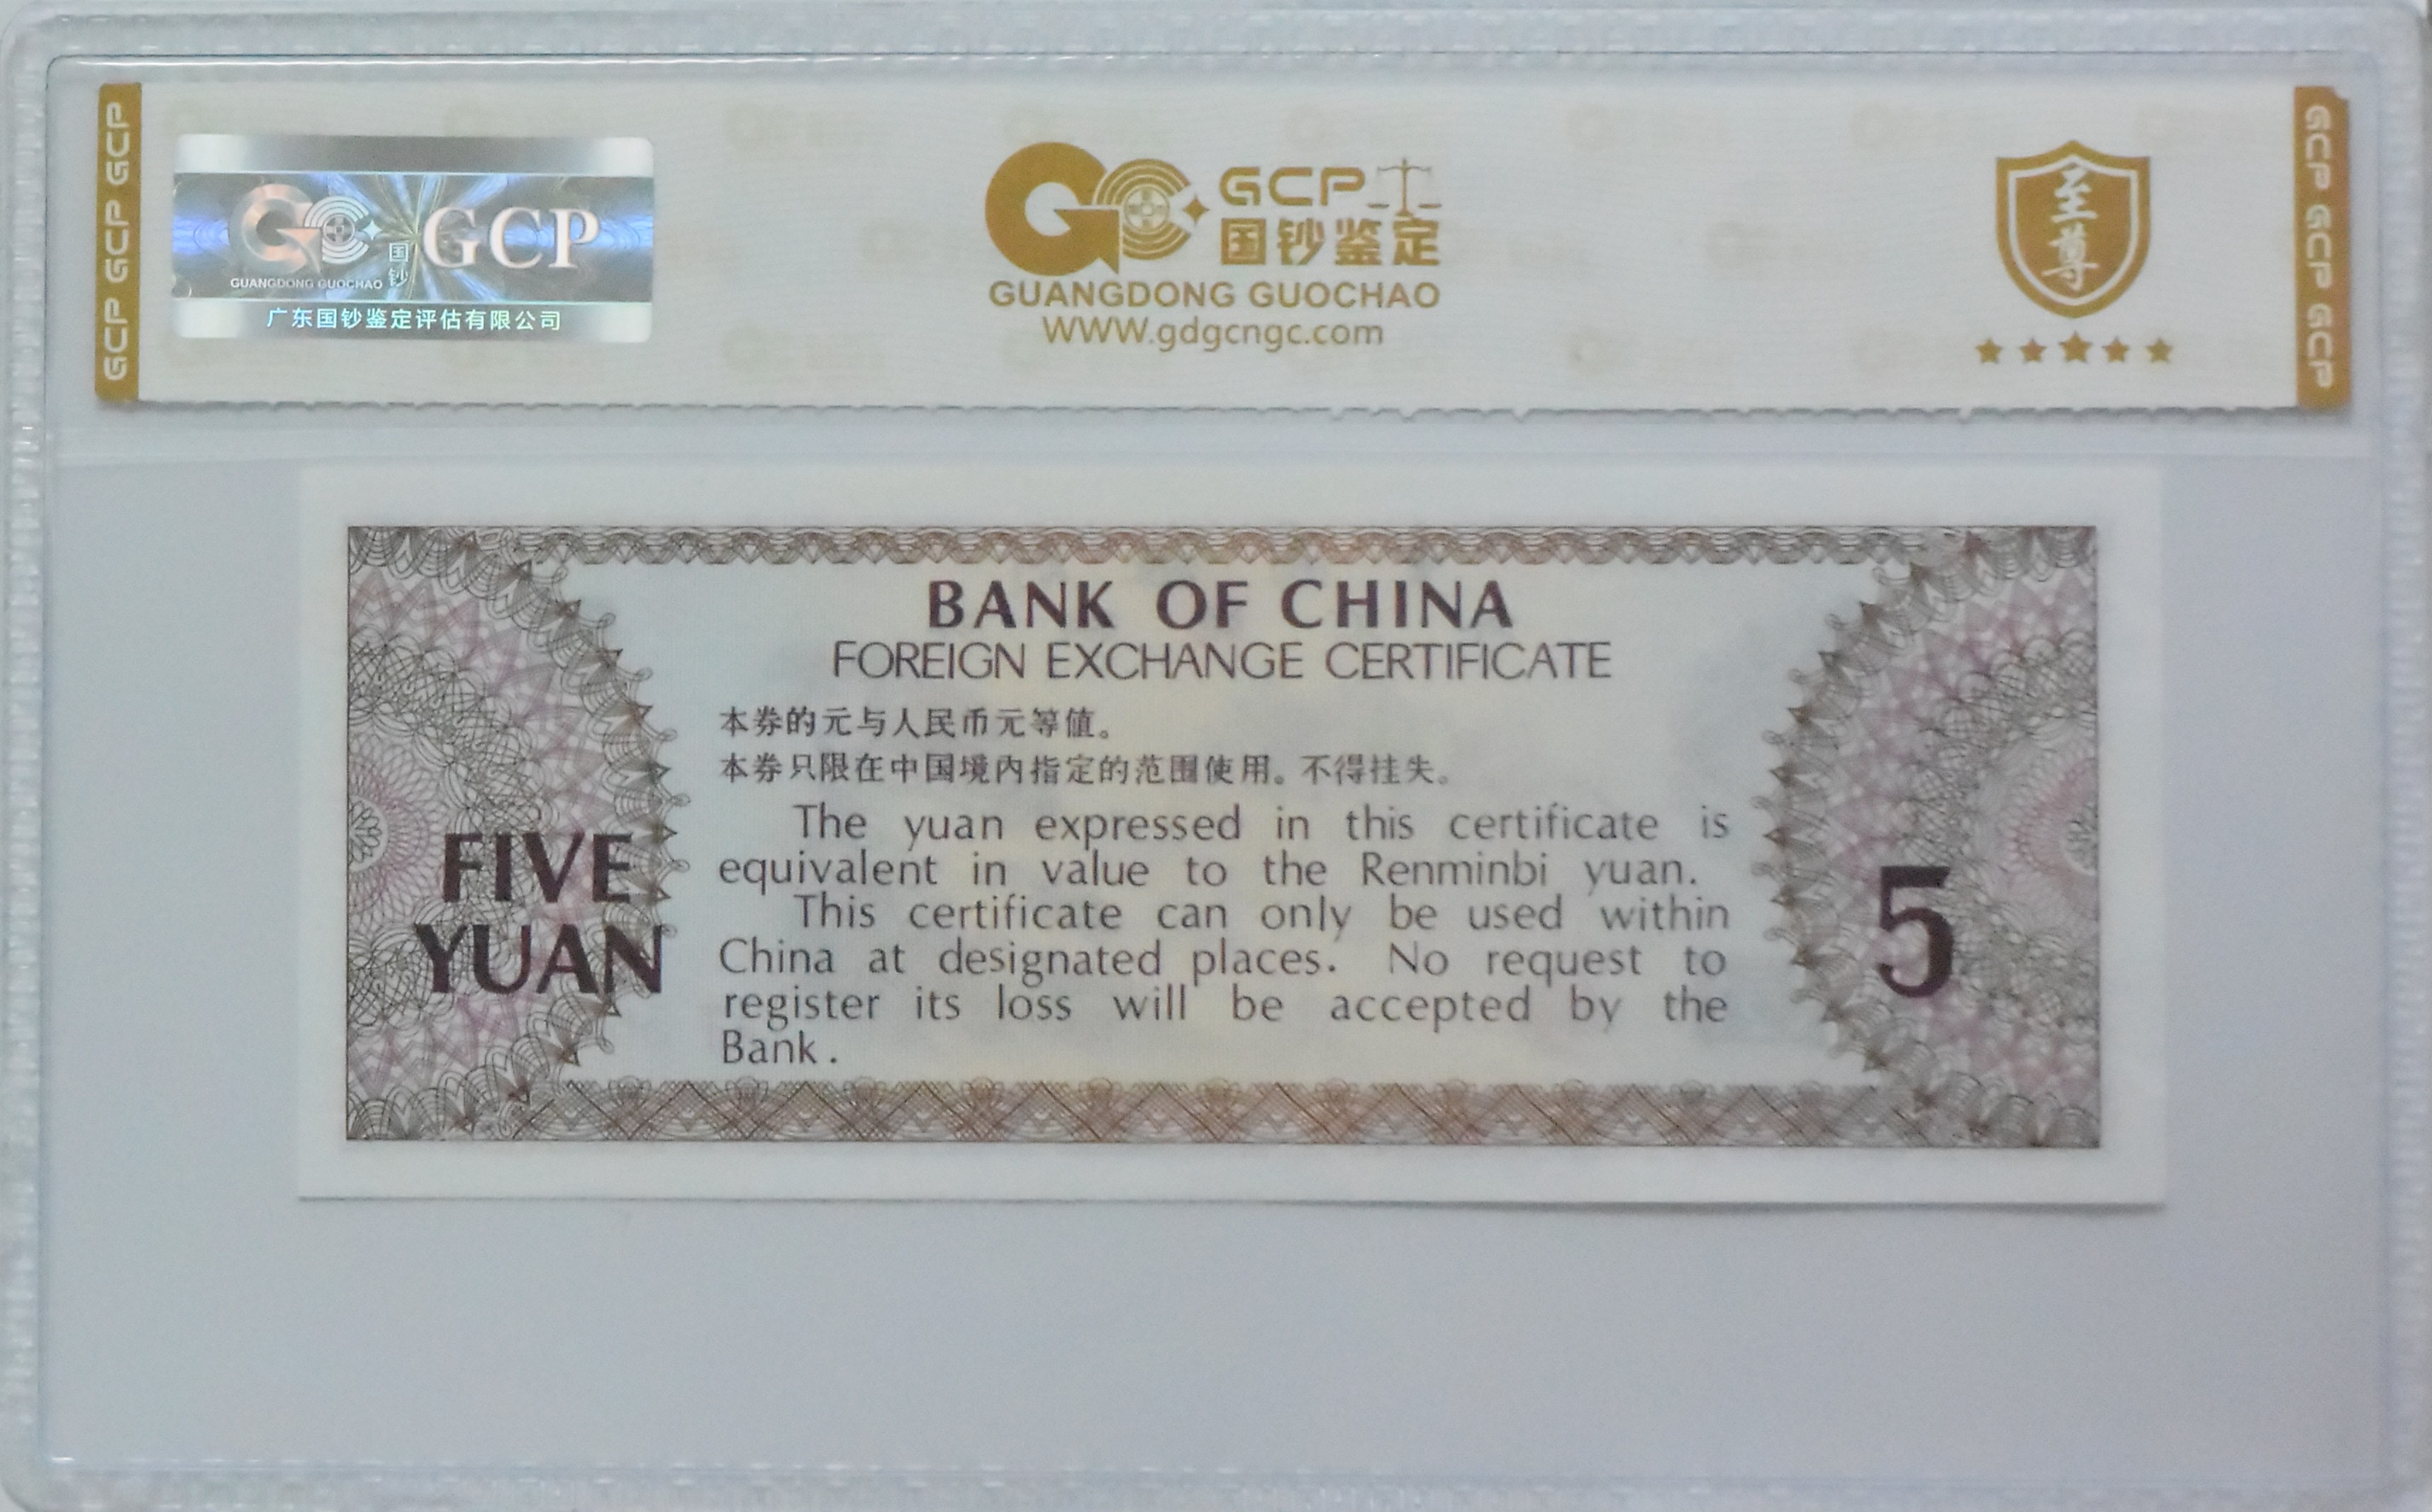 GCP GCP GCP
GCP
国钞
GUANGDONG GUOCHAO
广东国钞鉴定评估有限公司
GCP
国钞鉴定
GUANGDONG GUOCHAO
WWW.gdgcngc.com
至尊
GCP GCP GCP
BANK OF CHINA
FOREIGN EXCHANGE CERTIFICATE
本券的元与人民币元等值。
本券只限在中国境内指定的范围使用。不得挂失。
The yuan expressed in this certificate is
equivalent in value to the Renminbi yuan.
This certificate can only be used within
China at designated places. No request to
register its loss will be accepted by the
Bank.
FIVE
YUAN
5